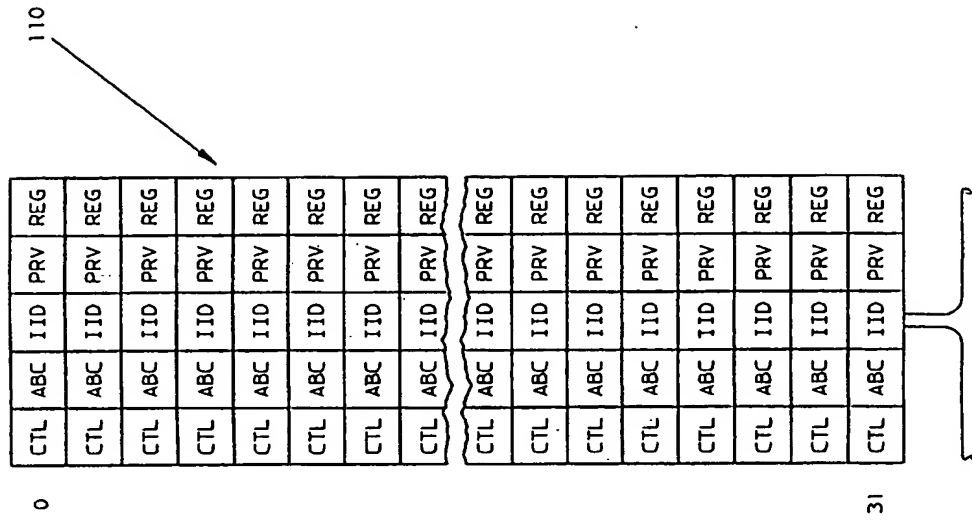 110
0 CTL ABC IID PRV REG
CTL ABC IID PRV REG
CTL ABC IID PRV REG
CTL ABC IID PRV REG
CTL ABC IID PRV REG
CTL ABC IID PRV REG
CTL ABC IID PRV REG
CTL ABC IID PRV REG
CTL ABC IID PRV REG
CTL ABC IID PRV REG
CTL ABC IID PRV REG
CTL ABC IID PRV REG
CTL ABC IID PRV REG
CTL ABC IID PRV REG
CTL ABC IID PRV REG
31 CTL ABC IID PRV REG